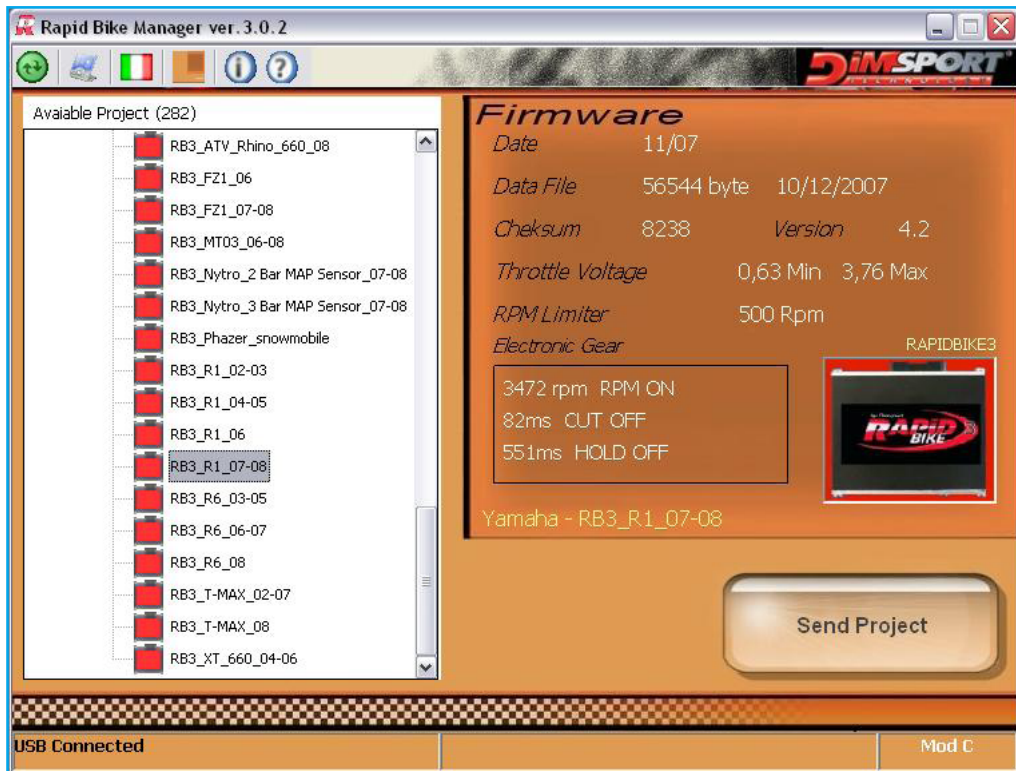 Rapid Bike Manager ver.3.0.2
DiMSPORT
TECHNOLOGY
Avaiable Project (282)
RB3_ATV_Rhino_660_08
RB3_FZ1_06
RB3_FZ1_07-08
RB3_MT03_06-08
RB3_Nytro_2 Bar MAP Sensor_07-08
RB3_Nytro_3 Bar MAP Sensor_07-08
RB3_Phazer_snowmobile
RB3_R1_02-03
RB3_R1_04-05
RB3_R1_06
RB3_R1_07-08
RB3_R6_03-05
RB3_R6_06-07
RB3_R6_08
RB3_T-MAX_02-07
RB3_T-MAX_08
RB3_XT_660_04-06
Firmware
Date 11/07
Data File 56544 byte 10/12/2007
Cheksum 8238 Version 4.2
Throttle Voltage 0,63 Min 3,76 Max
RPM Limiter 500 Rpm
Electronic Gear RAPIDBIKE3
3472 rpm RPM ON
82ms CUT OFF
551ms HOLD OFF
RAPID
BIKE 3
Yamaha - RB3_R1_07-08
Send Project
USB Connected Mod C